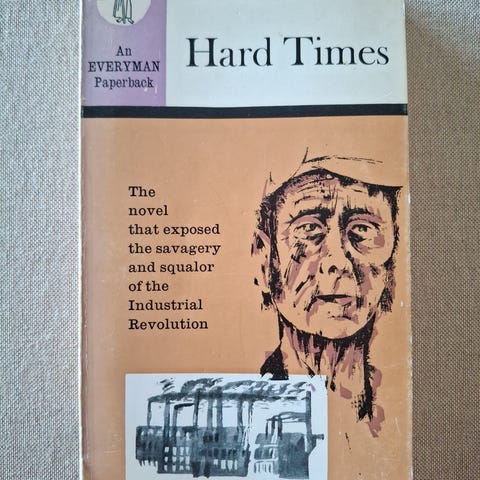 An
EVERYMAN
Paperback
Hard Times
The
novel
that exposed
the savagery
and squalor
of the
Industrial
Revolution